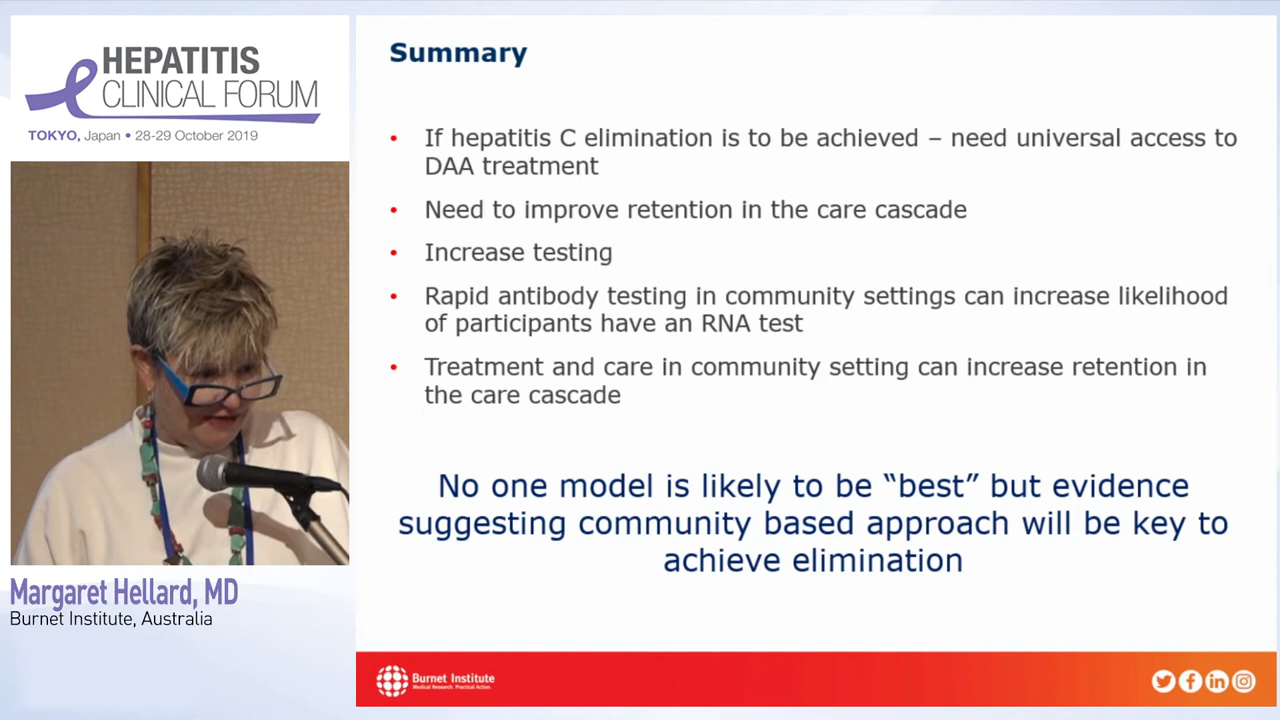 HEPATITIS
CLINICAL FORUM
TOKYO, Japan • 28-29 October 2019
Margaret Hellard, MD
Burnet Institute, Australia
Summary
• If hepatitis C elimination is to be achieved – need universal access to
DAA treatment
• Need to improve retention in the care cascade
• Increase testing
• Rapid antibody testing in community settings can increase likelihood
of participants have an RNA test
• Treatment and care in community setting can increase retention in
the care cascade
No one model is likely to be “best” but evidence
suggesting community based approach will be key to
achieve elimination
Burnet Institute
Medical Research. Practical Action.